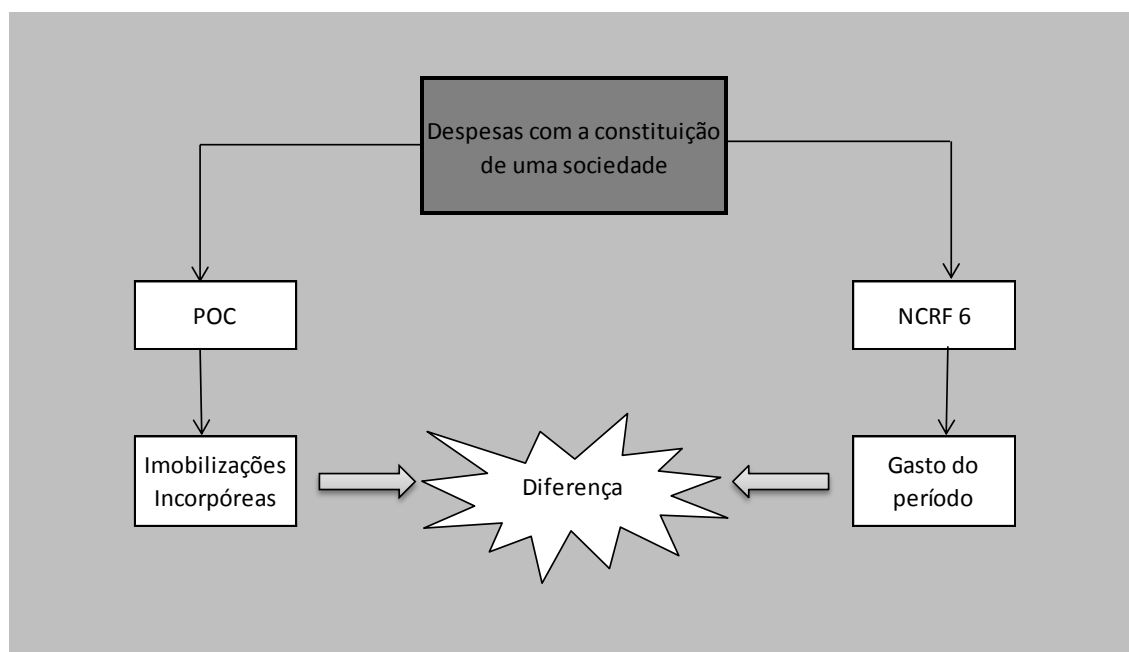 Despesas com a constituição
de uma sociedade
POC
NCRF 6
Imobilizações
Incorpóreas
Diferença
Gasto do
período